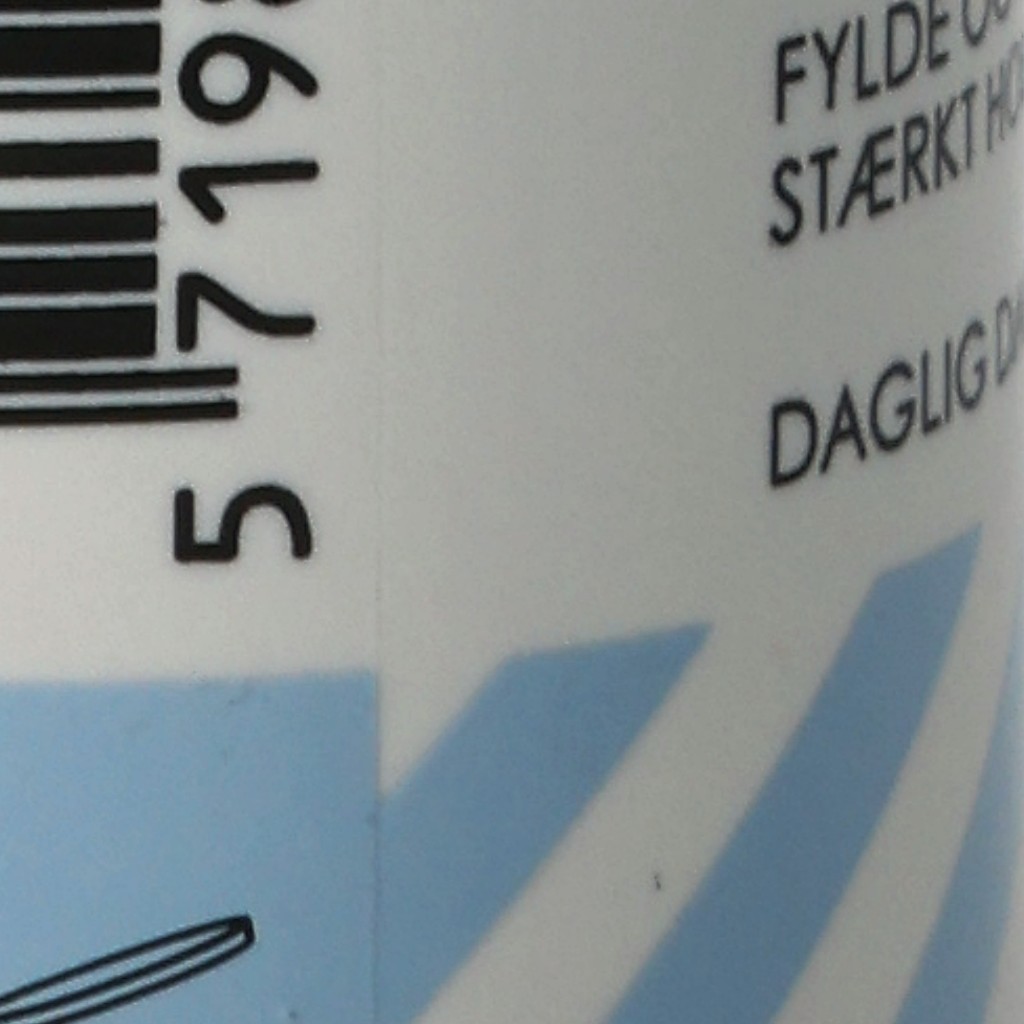 5 719
FYLDE
STÆRKT
DAGLIG